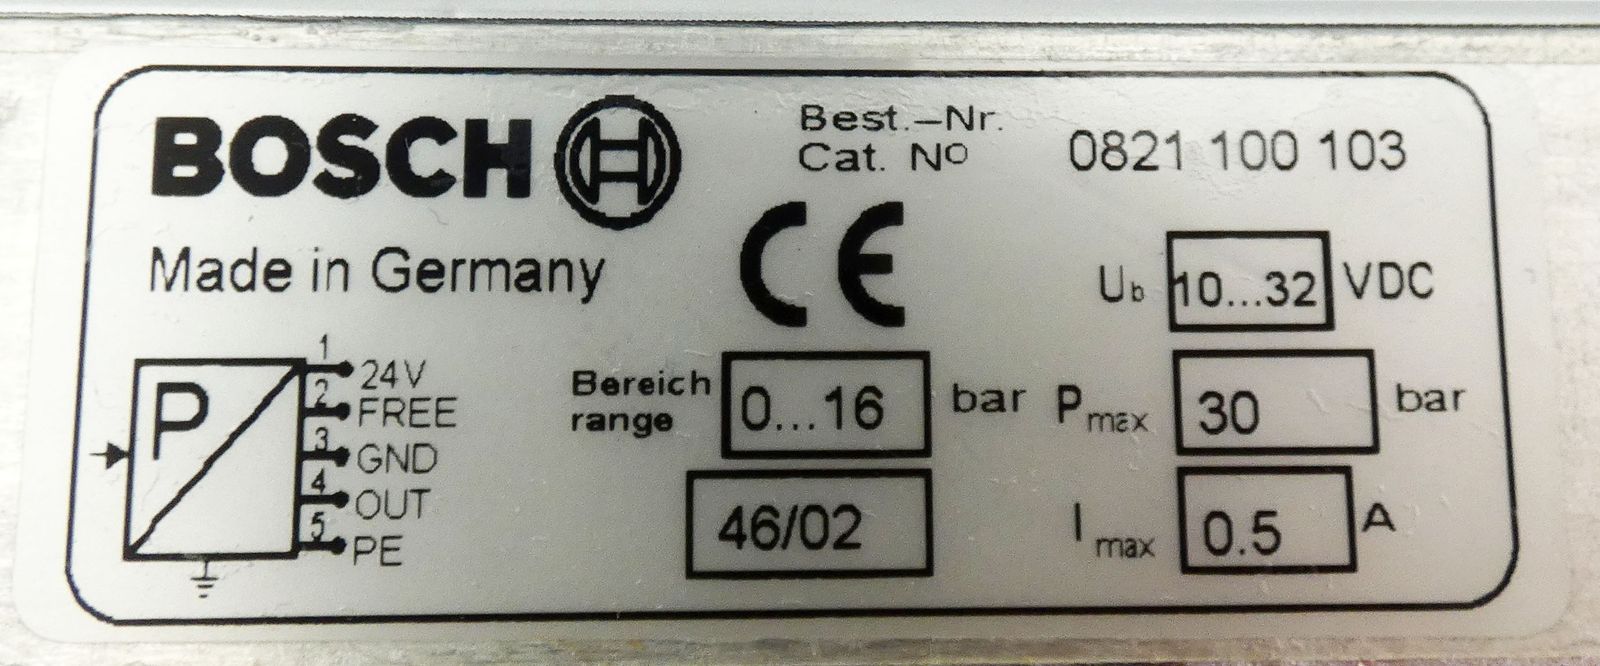 BOSCH
Best.-Nr.
Cat. Nº 0821 100 103
Made in Germany
CE
Ub 10...32 VDC
P
1 24V
2 FREE
3 GND
4 OUT
5 PE
Bereich
range 0...16 bar
Pmax 30 bar
46/02
Imax 0.5 A